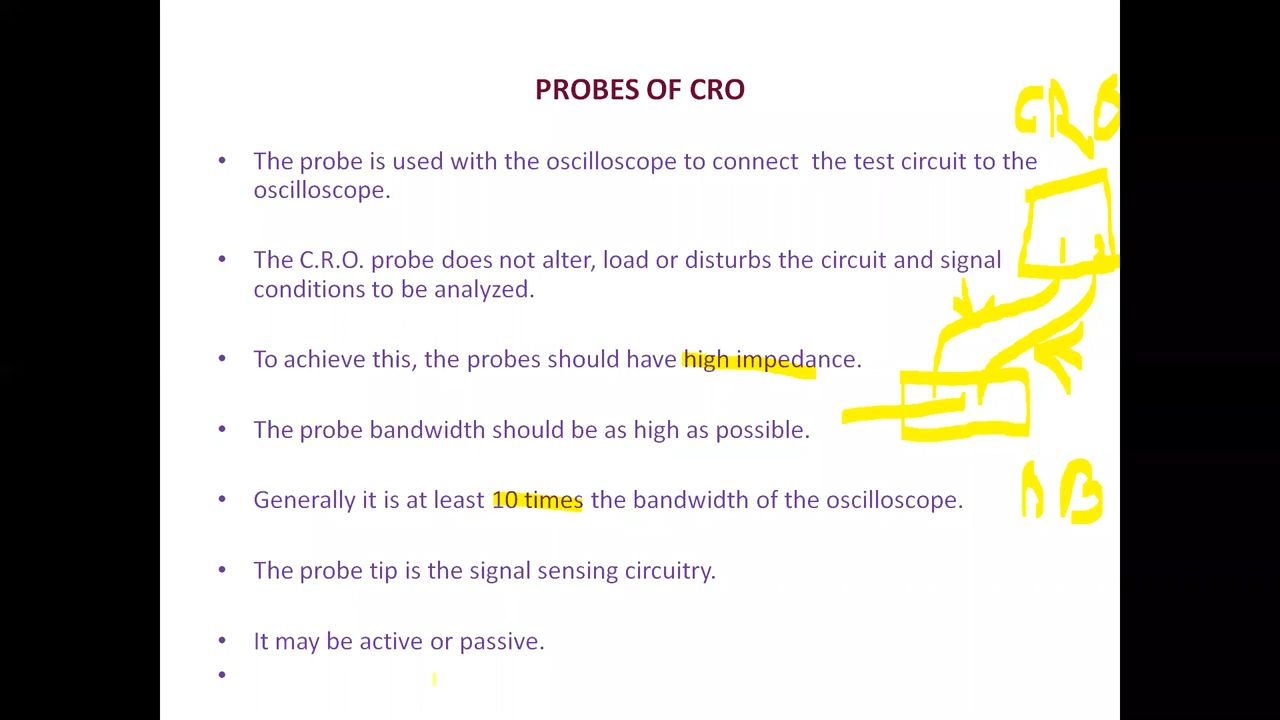 PROBES OF CRO
CRO
• The probe is used with the oscilloscope to connect the test circuit to the
oscilloscope.
• The C.R.O. probe does not alter, load or disturbs the circuit and signal
conditions to be analyzed.
• To achieve this, the probes should have high impedance.
• The probe bandwidth should be as high as possible.
• Generally it is at least 10 times the bandwidth of the oscilloscope.
• The probe tip is the signal sensing circuitry.
• It may be active or passive.
•